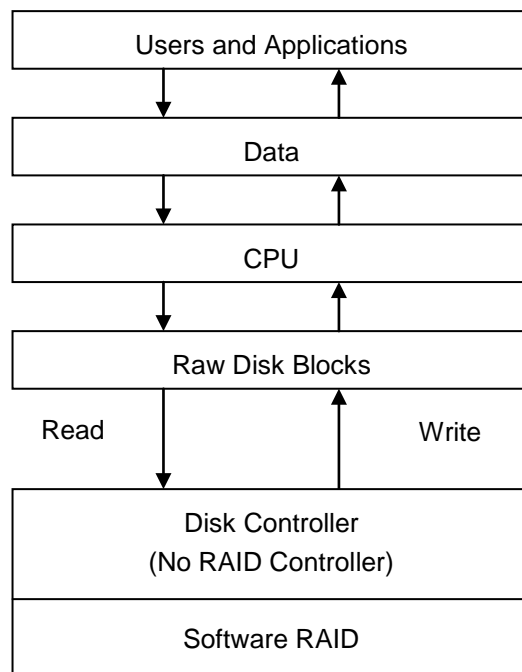 Users and Applications
Data
CPU
Raw Disk Blocks
Read
Write
Disk Controller
(No RAID Controller)
Software RAID